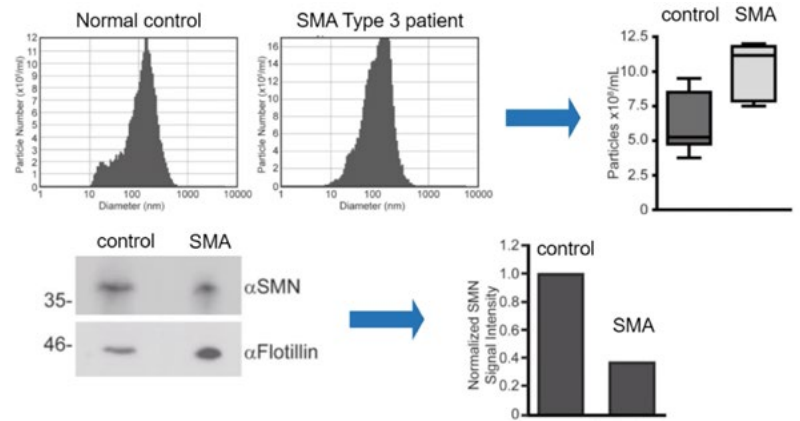 Normal control
SMA Type 3 patient
control SMA
Particle Number (x10⁶/ml)
12
11
10
9
8
7
6
5
4
3
2
1
0
1 10 100 1000 10000
Diameter (nm)
Particle Number (x10⁶/ml)
16
14
12
10
8
6
4
2
0
1 10 100 1000 10000
Diameter (nm)
Particles x10⁶/mL
12.5
10.0
7.5
5.0
2.5
0
control SMA
35-
αSMN
46-
αFlotillin
Normalized SMN
Signal Intensity
1.2
1.0
0.8
0.6
0.4
0.2
0
control
SMA